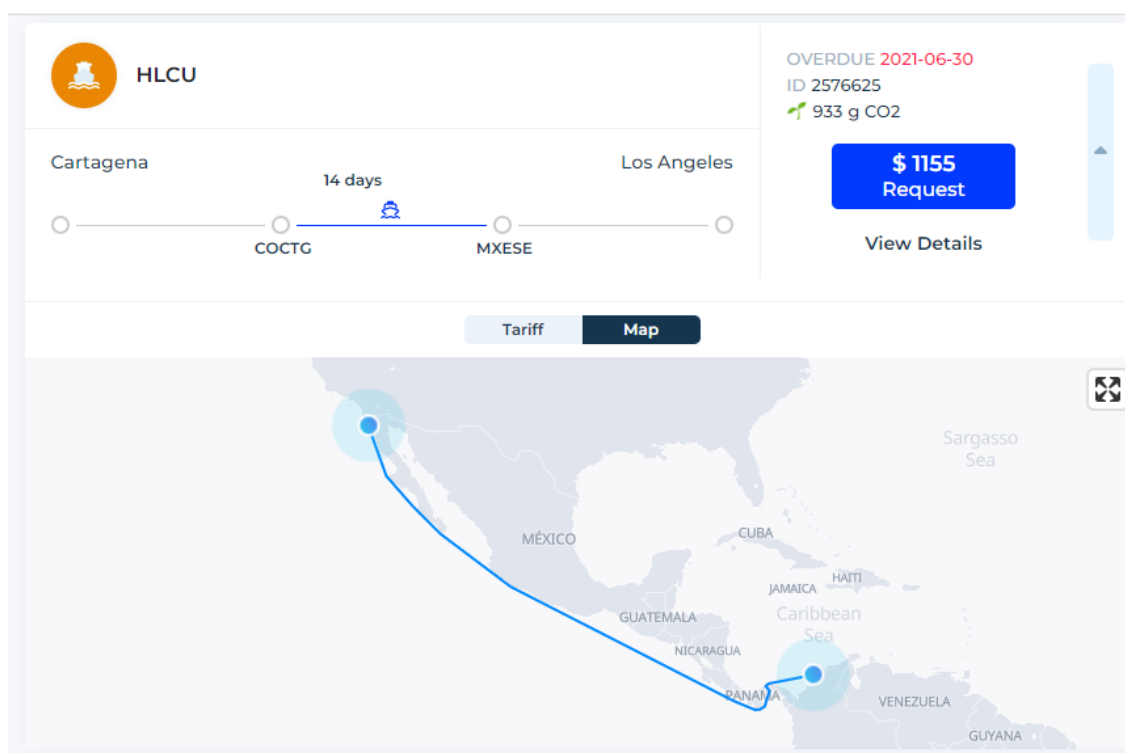 HLCU
OVERDUE 2021-06-30
ID 2576625
933 g CO2
$ 1155
Request
View Details
Cartagena
Los Angeles
14 days
COCTG
MXESE
Tariff
Map
Sargasso
Sea
MÉXICO
CUBA
HAITI
JAMAICA
Caribbean
Sea
GUATEMALA
NICARAGUA
PANAMA
VENEZUELA
GUYANA